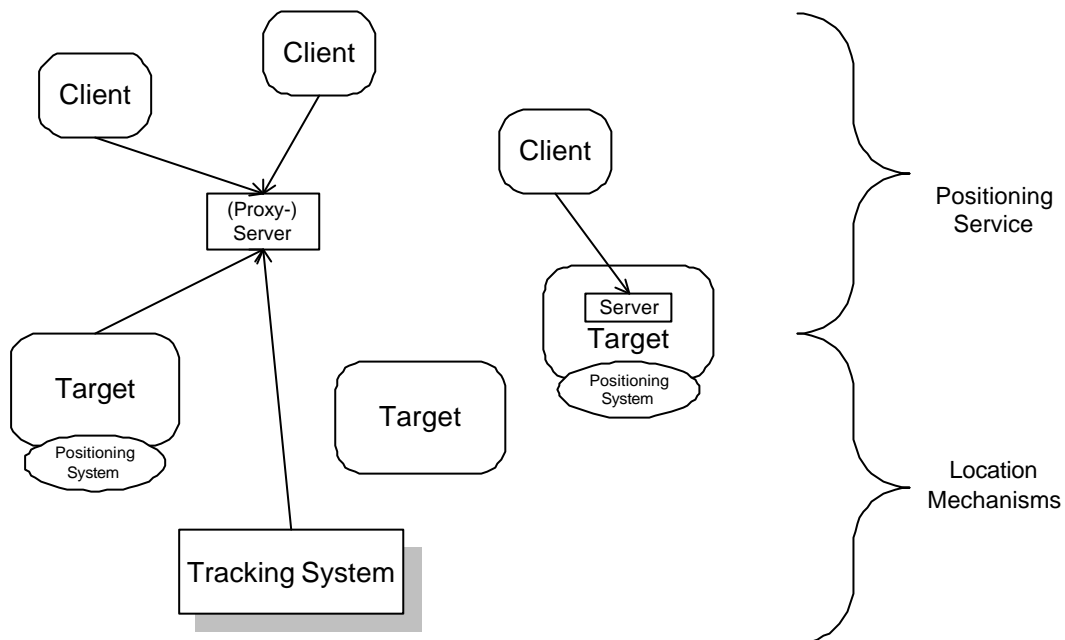 Client
Client
Client
(Proxy-)
Server
Positioning
Service
Server
Target
Positioning
System
Target
Positioning
System
Target
Location
Mechanisms
Tracking System